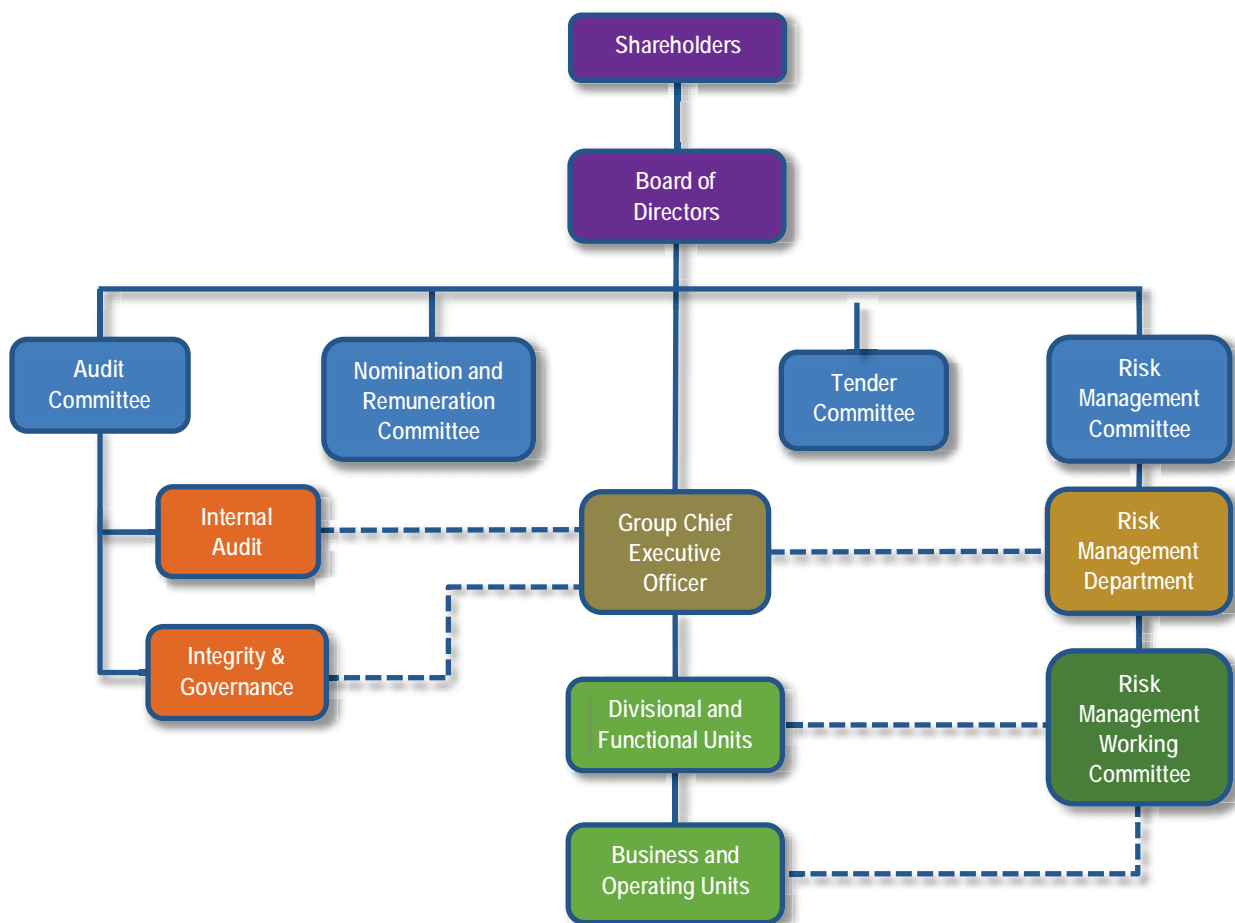 Shareholders
Board of
Directors
Audit
Committee
Nomination and
Remuneration
Committee
Tender
Committee
Risk
Management
Committee
Internal
Audit
Group Chief
Executive
Officer
Risk
Management
Department
Integrity &
Governance
Divisional and
Functional Units
Risk
Management
Working
Committee
Business and
Operating Units